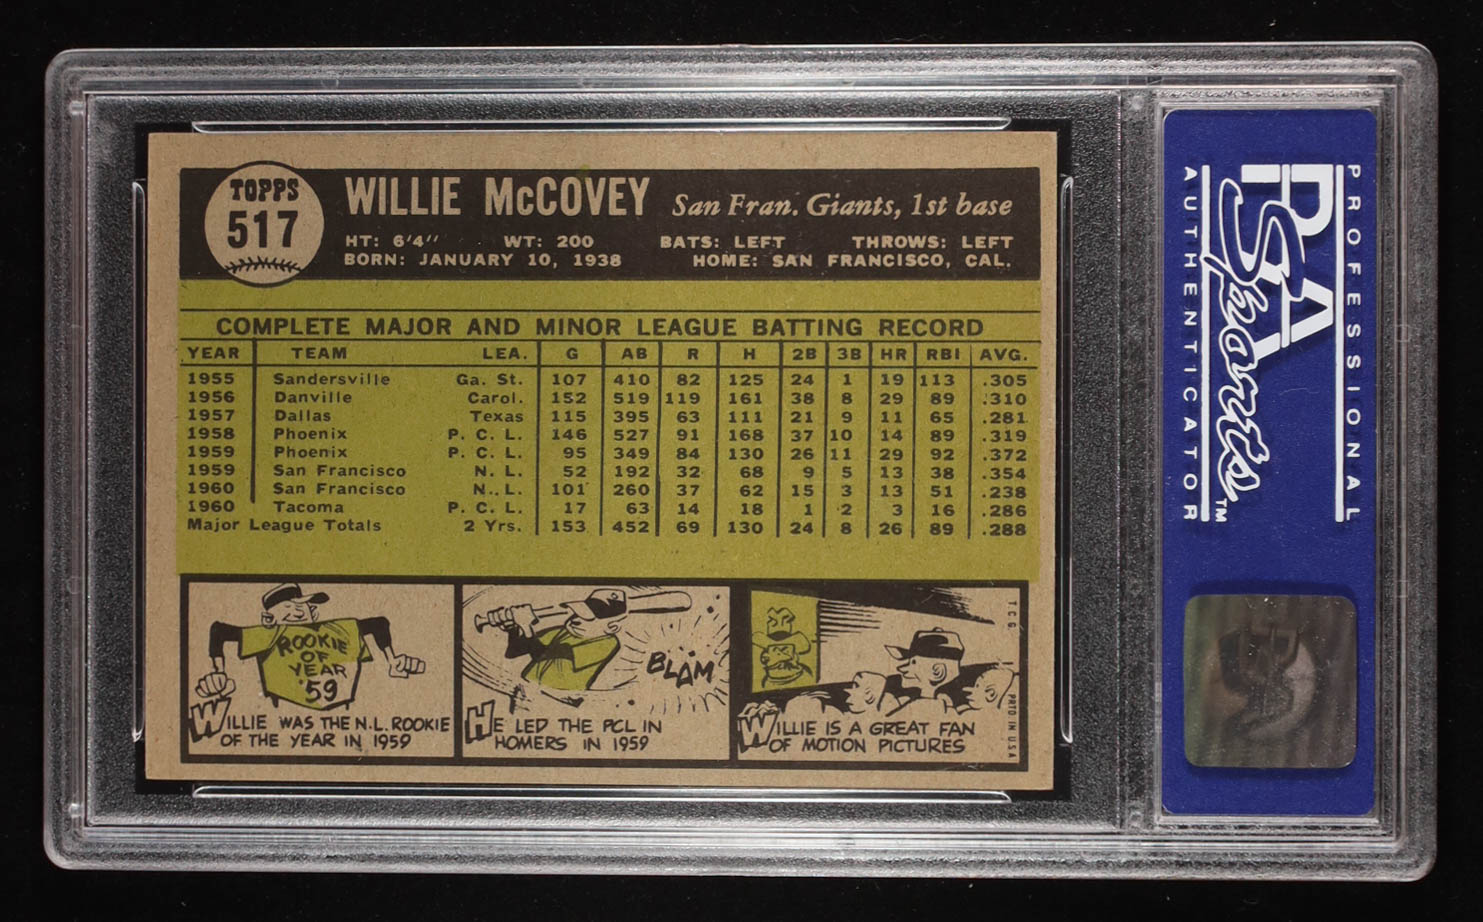 TOPPS
517
WILLIE McCOVEY San Fran. Giants, 1st base
HT: 6'4" WT: 200 BATS: LEFT THROWS: LEFT
BORN: JANUARY 10, 1938 HOME: SAN FRANCISCO, CAL.
COMPLETE MAJOR AND MINOR LEAGUE BATTING RECORD
YEAR TEAM LEA. G AB R H 2B 3B HR RBI AVG.
1955 Sandersville Ga. St. 107 410 82 125 24 1 19 113 .305
1956 Danville Carol. 152 519 119 161 38 8 29 89 .310
1957 Dallas Texas 115 395 63 111 21 9 11 65 .281
1958 Phoenix P. C. L. 146 527 91 168 37 10 14 89 .319
1959 Phoenix P. C. L. 95 349 84 130 26 11 29 92 .372
1959 San Francisco N. L. 52 192 32 68 9 5 13 38 .354
1960 San Francisco N. L. 101 260 37 62 15 3 13 51 .238
1960 Tacoma P. C. L. 17 63 14 18 1 2 3 16 .286
Major League Totals 2 Yrs. 153 452 69 130 24 8 26 89 .288
ROOKIE
OF
YEAR
'59
WILLIE WAS THE N.L. ROOKIE
OF THE YEAR IN 1959
BLAM
HE LED THE PCL IN
HOMERS IN 1959
WILLIE IS A GREAT FAN
OF MOTION PICTURES
T.C.G.
PRTD IN U.S.A.
PROFESSIONAL
PSA
Sports™
AUTHENTICATOR